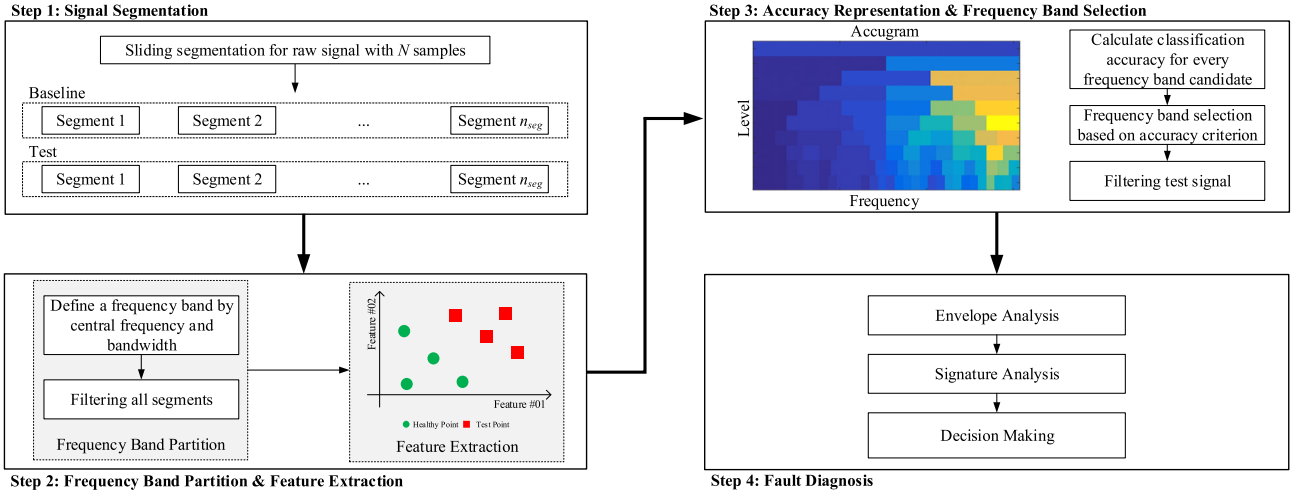 Step 1: Signal Segmentation
Sliding segmentation for raw signal with N samples
Baseline
Segment 1
Segment 2
...
Segment nseg
Test
Segment 1
Segment 2
...
Segment nseg
Define a frequency band by
central frequency and
bandwidth
Filtering all segments
Frequency Band Partition
Feature #02
Feature #01
Healthy Point
Test Point
Feature Extraction
Step 2: Frequency Band Partition & Feature Extraction
Step 3: Accuracy Representation & Frequency Band Selection
Accugram
Level
Frequency
Calculate classification
accuracy for every
frequency band candidate
Frequency band selection
based on accuracy criterion
Filtering test signal
Envelope Analysis
Signature Analysis
Decision Making
Step 4: Fault Diagnosis